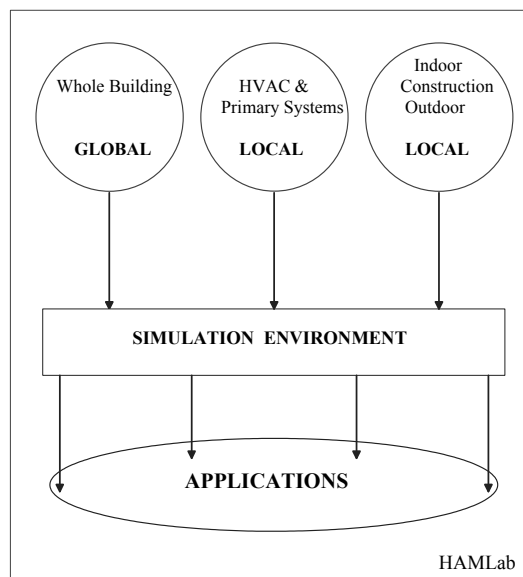 Whole Building
GLOBAL
HVAC &
Primary Systems
LOCAL
Indoor
Construction
Outdoor
LOCAL
SIMULATION ENVIRONMENT
APPLICATIONS
HAMLab